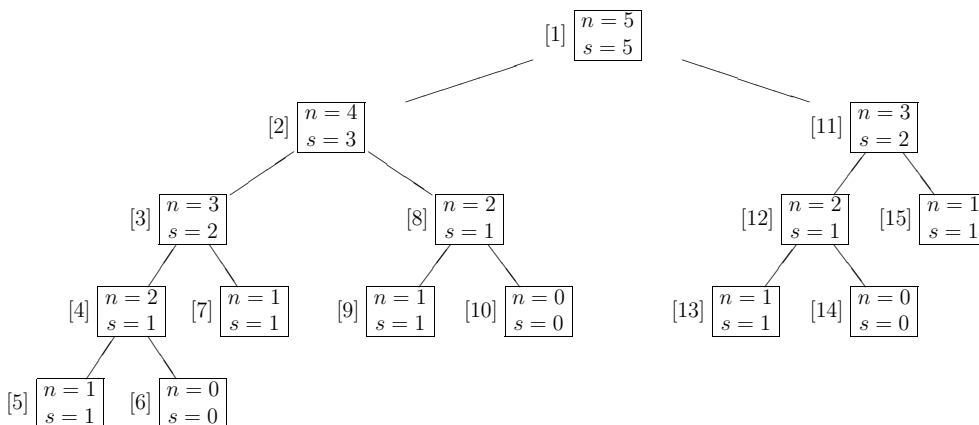 [1] n = 5
s = 5
[2] n = 4
s = 3
[11] n = 3
s = 2
[3] n = 3
s = 2
[8] n = 2
s = 1
[12] n = 2
s = 1
[15] n = 1
s = 1
[4] n = 2
s = 1
[7] n = 1
s = 1
[9] n = 1
s = 1
[10] n = 0
s = 0
[13] n = 1
s = 1
[14] n = 0
s = 0
[5] n = 1
s = 1
[6] n = 0
s = 0